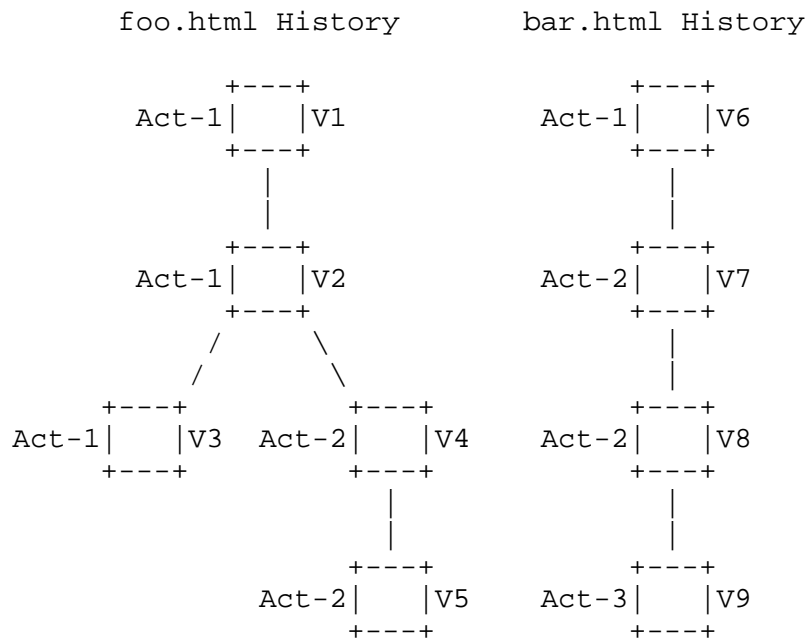 foo.html History bar.html History
+---+ +---+
Act-1| |V1 Act-1| |V6
+---+ +---+
| |
| |
+---+ +---+
Act-1| |V2 Act-2| |V7
+---+ +---+
/ \ |
/ \ |
+---+ +---+ +---+
Act-1| |V3 Act-2| |V4 Act-2| |V8
+---+ +---+ +---+
| |
| |
+---+ +---+
Act-2| |V5 Act-3| |V9
+---+ +---+